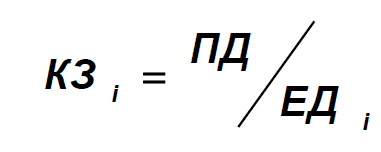 КЗ i = ПД / ЕД i